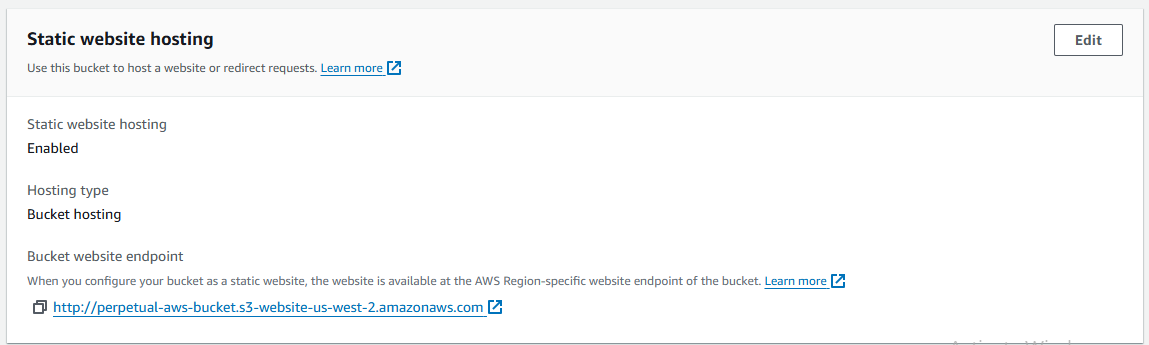 Static website hosting
Edit
Use this bucket to host a website or redirect requests. Learn more
Static website hosting
Enabled
Hosting type
Bucket hosting
Bucket website endpoint
When you configure your bucket as a static website, the website is available at the AWS Region-specific website endpoint of the bucket. Learn more
http://perpetual-aws-bucket.s3-website-us-west-2.amazonaws.com